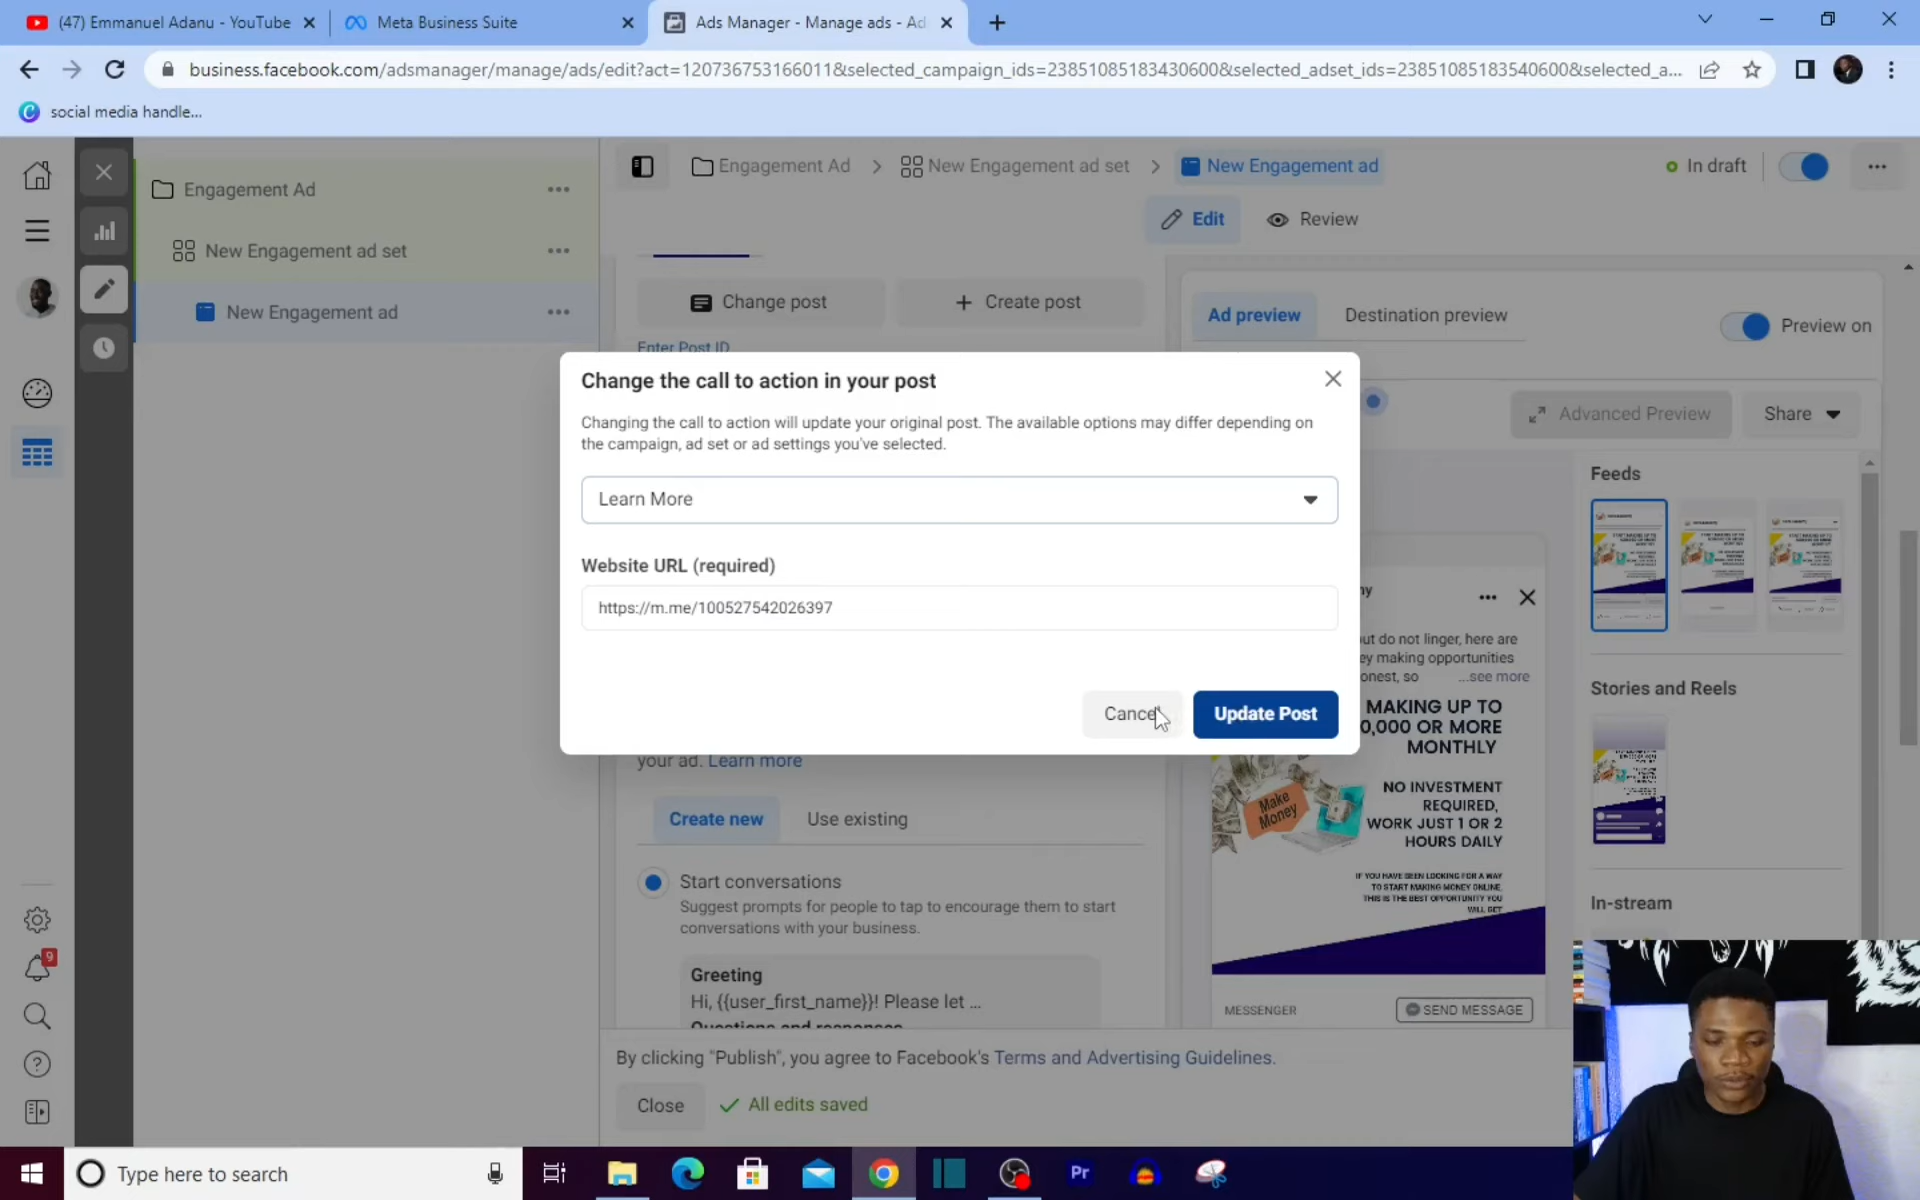 (47) Emmanuel Adanu - YouTube
Meta Business Suite
Ads Manager - Manage ads - Ad
business.facebook.com/adsmanager/manage/ads/edit?act=120736753166011&selected_campaign_ids=23851085183430600&selected_adset_ids=23851085183540600&selected_a...
social media handle...
Engagement Ad
New Engagement ad set
New Engagement ad
Engagement Ad
New Engagement ad set
New Engagement ad
In draft
Edit
Review
Change post
Create post
Enter Post ID
Ad preview
Destination preview
Preview on
Advanced Preview
Share
Change the call to action in your post
Changing the call to action will update your original post. The available options may differ depending on
the campaign, ad set or ad settings you've selected.
Learn More
Website URL (required)
https://m.me/100527542026397
Cancel
Update Post
your ad. Learn more
Create new
Use existing
Start conversations
Suggest prompts for people to tap to encourage them to start
conversations with your business.
Greeting
Hi, {{user_first_name}}! Please let ...
Questions and responses
By clicking "Publish", you agree to Facebook's Terms and Advertising Guidelines.
Close
All edits saved
ut do not linger, here are
ey making opportunities
onest, so ...see more
MAKING UP TO
0,000 OR MORE
MONTHLY
NO INVESTMENT
REQUIRED,
WORK JUST 1 OR 2
HOURS DAILY
Make
Money
IF YOU HAVE BEEN LOOKING FOR A WAY
TO START MAKING MONEY ONLINE,
THIS IS THE BEST OPPORTUNITY YOU
WILL GET
MESSENGER
SEND MESSAGE
Feeds
Stories and Reels
In-stream
9
Type here to search
Pr